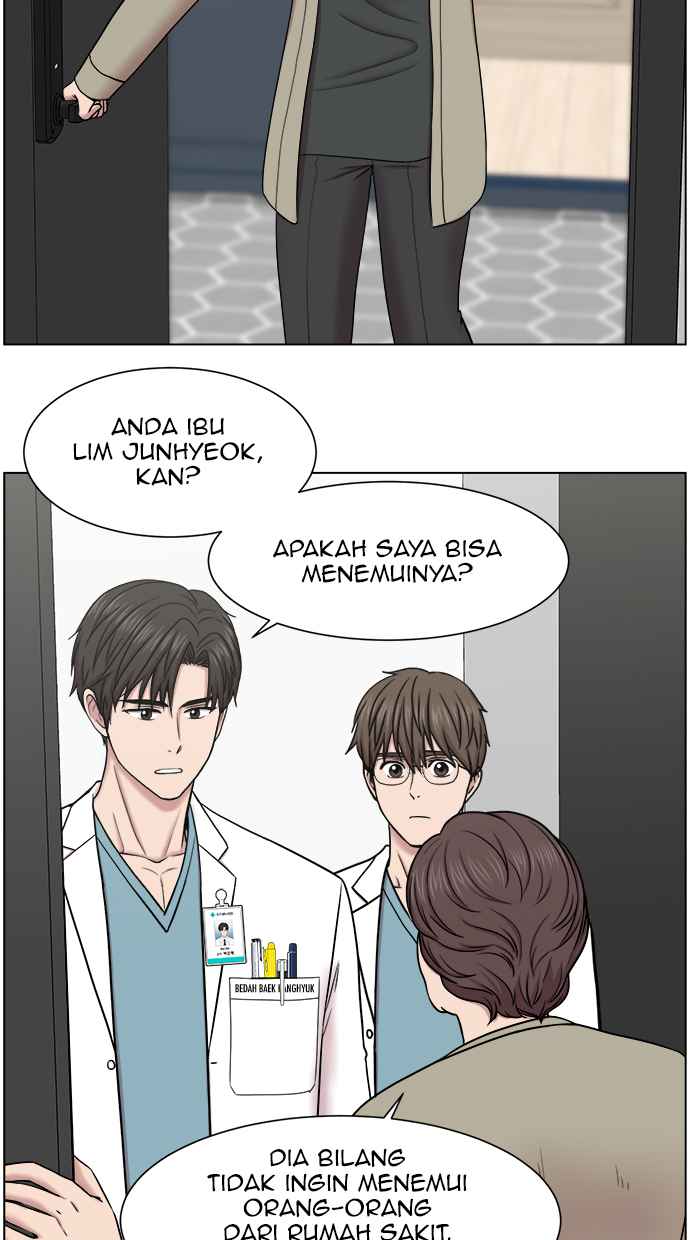 ANDA IBU
LIM JUNHYEOK,
KAN?
APAKAH SAYA BISA
MENEMUINYA?
BEDAH BAEK ANGHYUK
DIA BILANG
TIDAK INGIN MENEMUI
ORANG-ORANG
DARI RUMAH SAKIT.